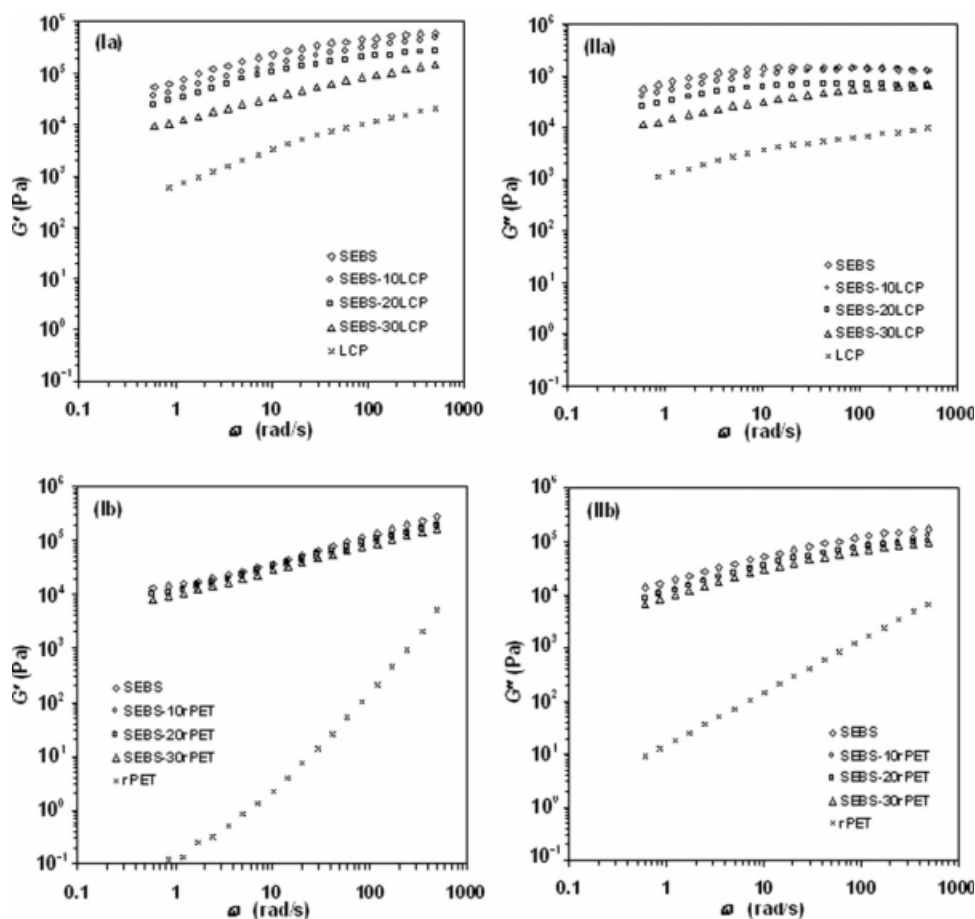 (Ia)
G' (Pa)
10⁶
10⁵
10⁴
10³
10²
10¹
10⁰
10⁻¹
SEBS
SEBS-10LCP
SEBS-20LCP
SEBS-30LCP
LCP
0.1 1 10 100 1000
ω (rad/s)
(IIa)
G'' (Pa)
10⁶
10⁵
10⁴
10³
10²
10¹
10⁰
10⁻¹
SEBS
SEBS-10LCP
SEBS-20LCP
SEBS-30LCP
LCP
0.1 1 10 100 1000
ω (rad/s)
(Ib)
G' (Pa)
10⁶
10⁵
10⁴
10³
10²
10¹
10⁰
10⁻¹
SEBS
SEBS-10rPET
SEBS-20rPET
SEBS-30rPET
rPET
0.1 1 10 100 1000
ω (rad/s)
(IIb)
G'' (Pa)
10⁶
10⁵
10⁴
10³
10²
10¹
10⁰
10⁻¹
SEBS
SEBS-10rPET
SEBS-20rPET
SEBS-30rPET
rPET
0.1 1 10 100 1000
ω (rad/s)